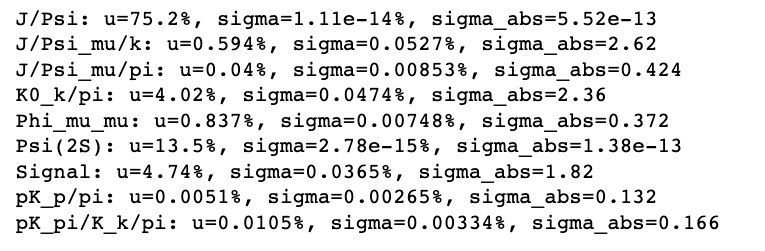 J/Psi: u=75.2%, sigma=1.11e-14%, sigma_abs=5.52e-13
J/Psi_mu/k: u=0.594%, sigma=0.0527%, sigma_abs=2.62
J/Psi_mu/pi: u=0.04%, sigma=0.00853%, sigma_abs=0.424
K0_k/pi: u=4.02%, sigma=0.0474%, sigma_abs=2.36
Phi_mu_mu: u=0.837%, sigma=0.00748%, sigma_abs=0.372
Psi(2S): u=13.5%, sigma=2.78e-15%, sigma_abs=1.38e-13
Signal: u=4.74%, sigma=0.0365%, sigma_abs=1.82
pK_p/pi: u=0.0051%, sigma=0.00265%, sigma_abs=0.132
pK_pi/K_k/pi: u=0.0105%, sigma=0.00334%, sigma_abs=0.166